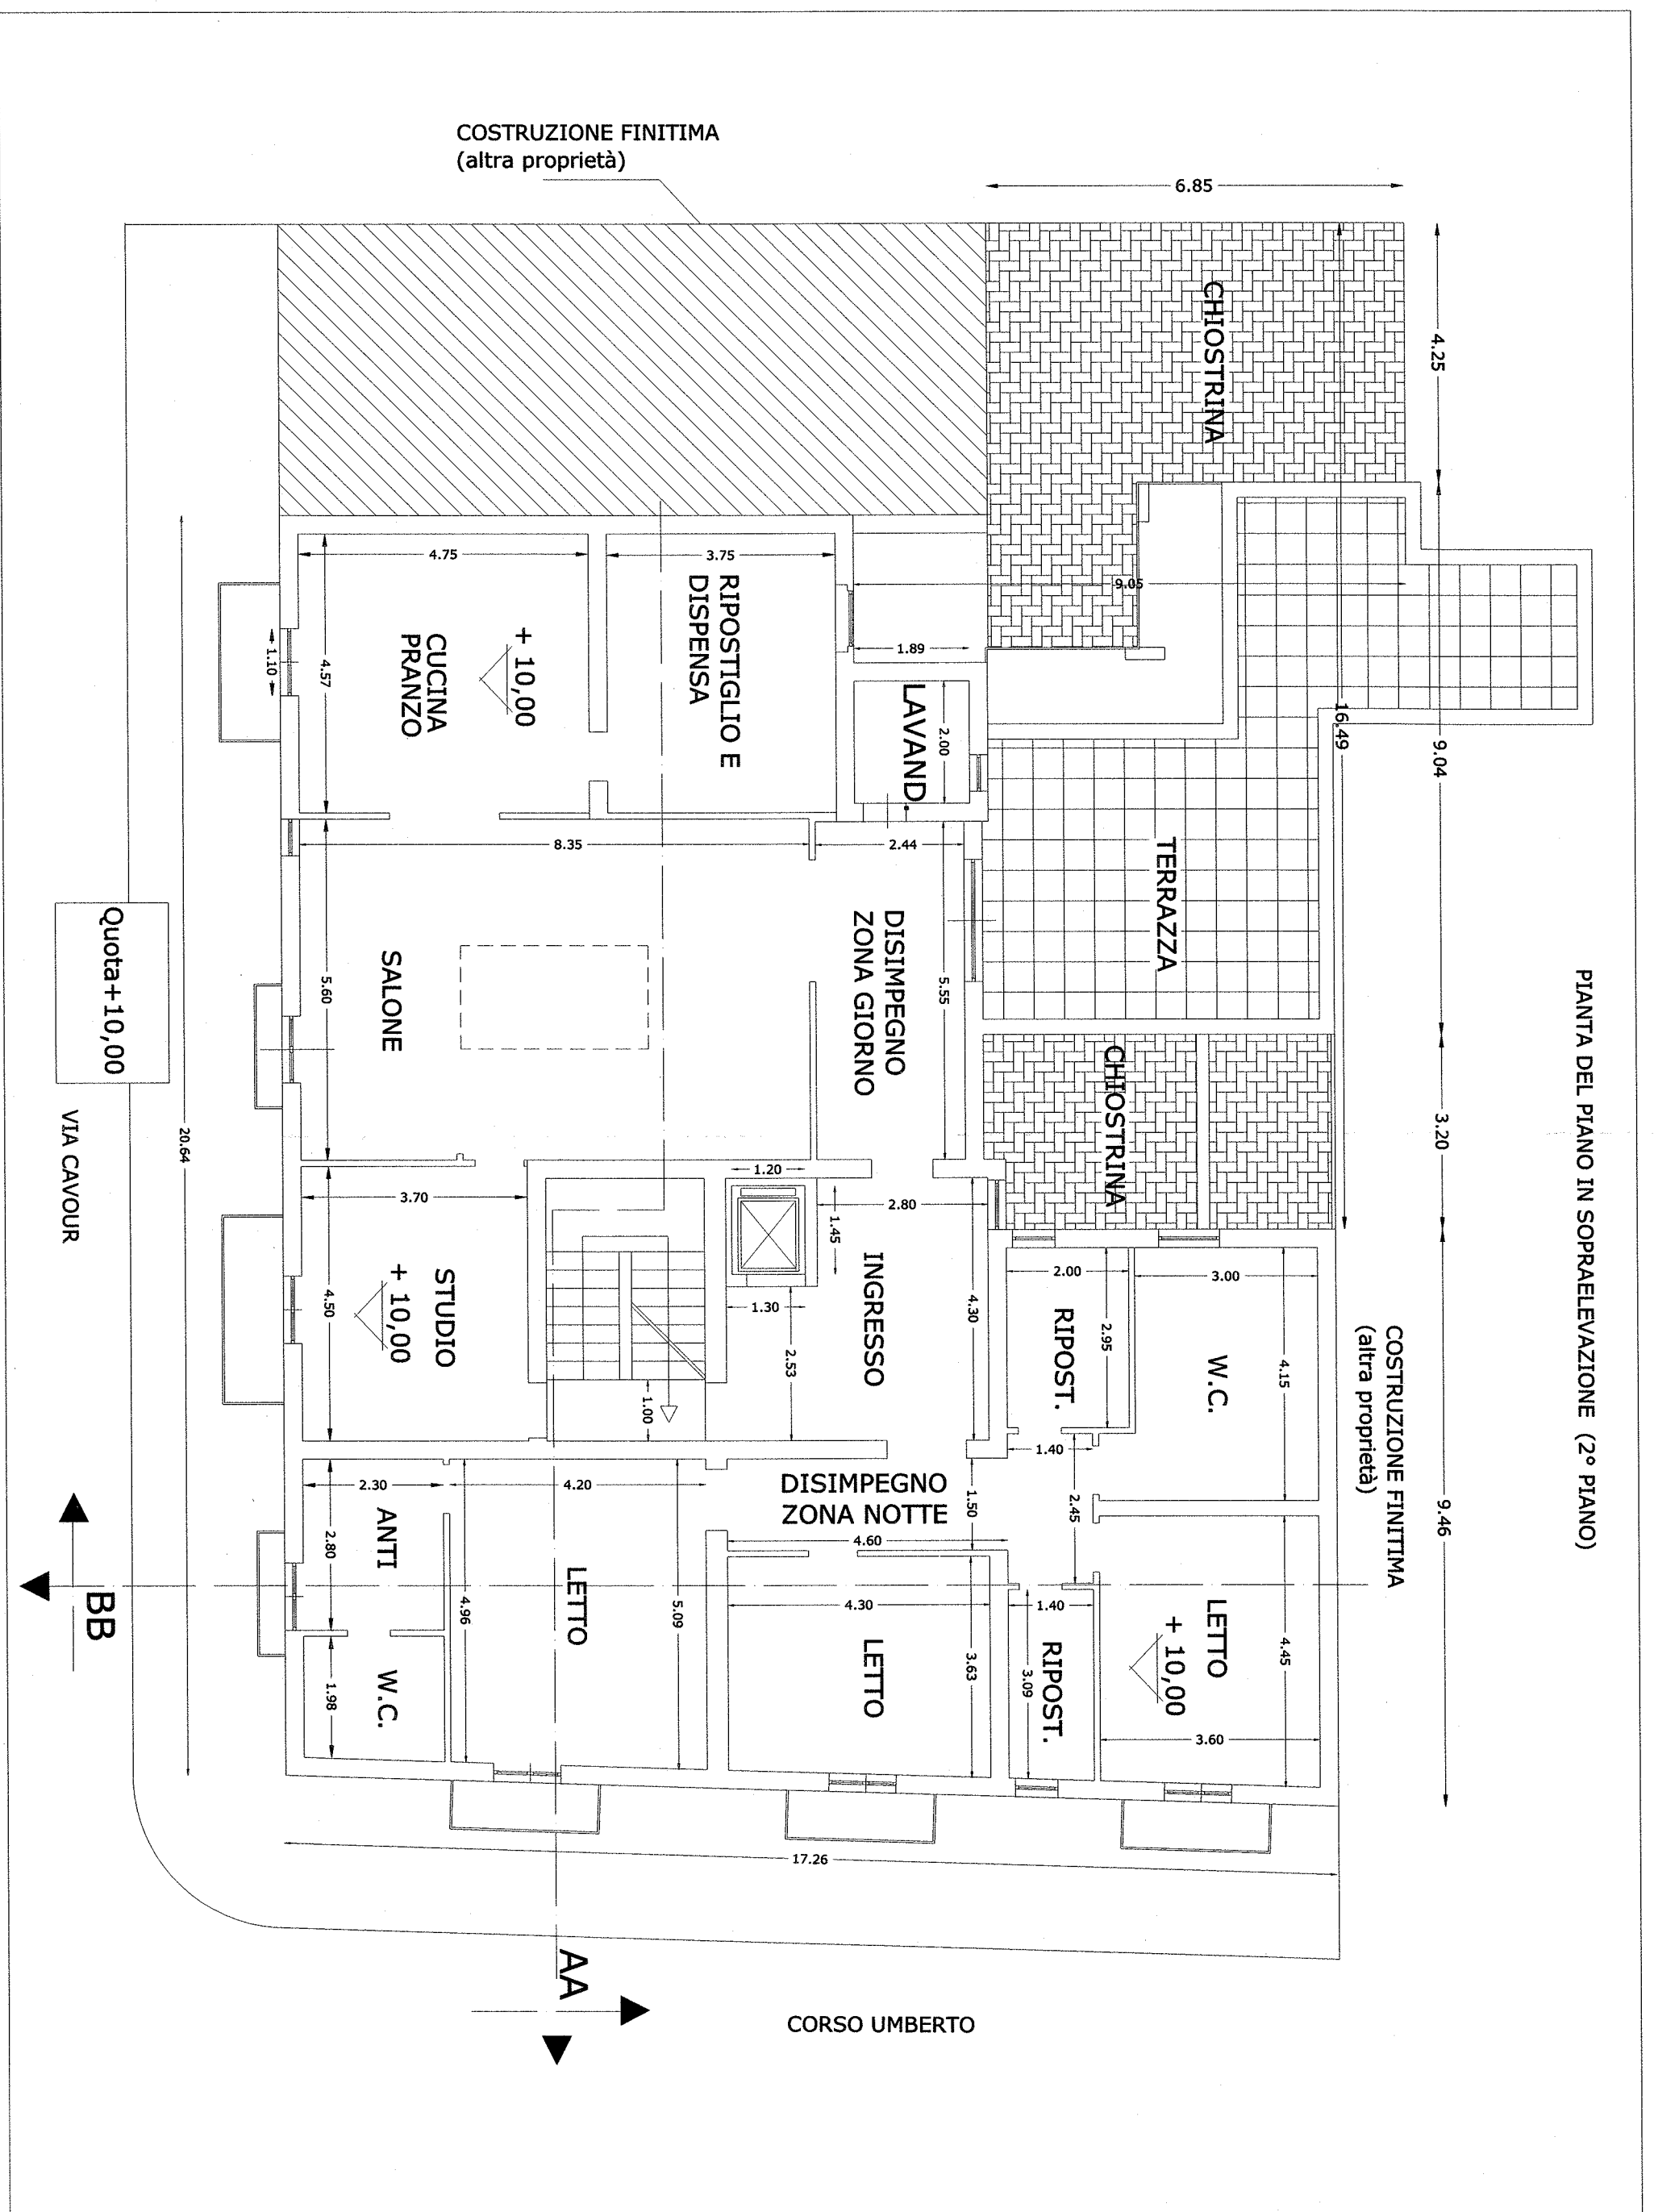 PIANTA DEL PIANO IN SOPRAELEVAZIONE (2° PIANO)
COSTRUZIONE FINITIMA
(altra proprietà)
COSTRUZIONE FINITIMA
(altra proprietà)
4.25
9.04
3.20
9.46
6.85
16.49
CHIOSTRINA
9.05
TERRAZZA
CHIOSTRINA
3.00
4.15
W.C.
2.00
2.95
RIPOST.
1.40
2.45
4.45
LETTO
+ 10,00
3.60
1.40
RIPOST.
3.09
1.89
LAVAND
2.00
2.44
5.55
DISIMPEGNO
ZONA GIORNO
2.80
4.30
INGRESSO
1.20
1.45
1.30
2.53
1.00
DISIMPEGNO
ZONA NOTTE
1.50
4.60
4.30
3.63
LETTO
3.75
RIPOSTIGLIO E
DISPENSA
4.75
+ 10,00
CUCINA
PRANZO
4.57
1.10
8.35
SALONE
5.60
3.70
STUDIO
+ 10,00
4.50
4.20
5.09
LETTO
4.96
2.30
ANTI
2.80
W.C.
1.98
20.64
17.26
Quota+10,00
VIA CAVOUR
BB
AA
CORSO UMBERTO